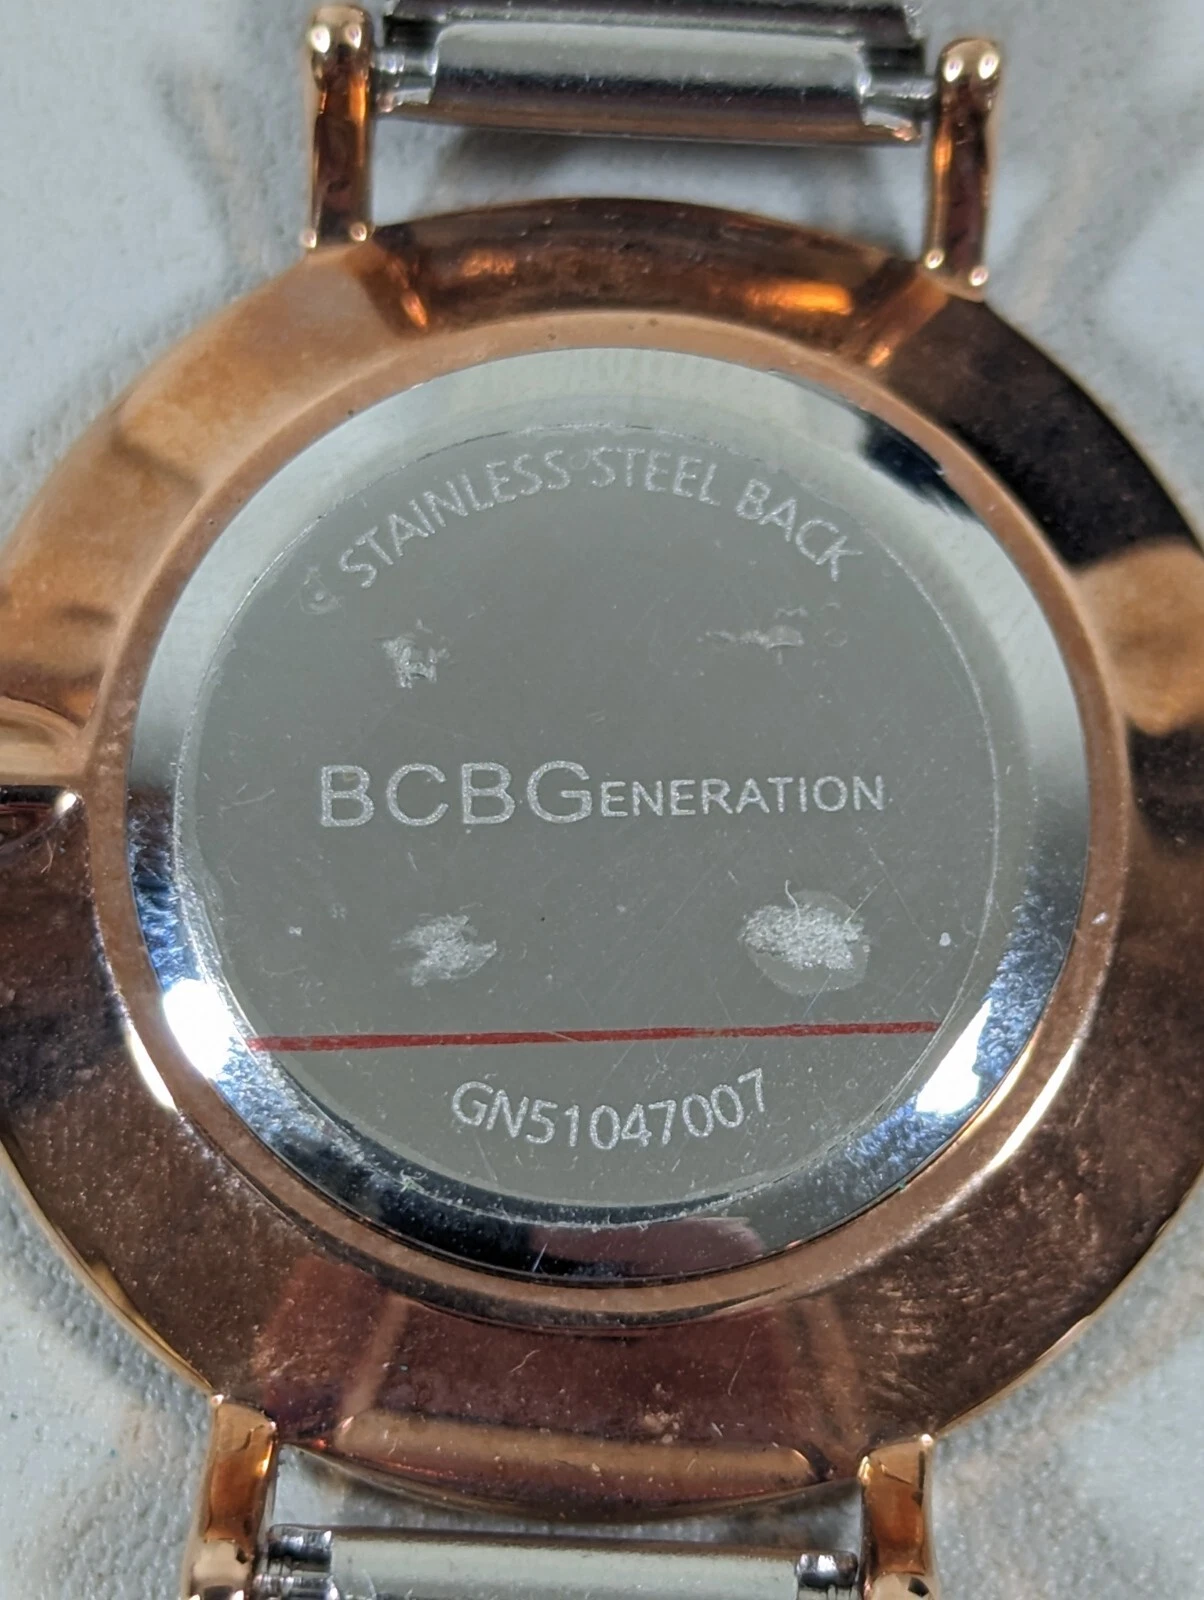 STAINLESS STEEL BACK
BCBGENERATION
GN51047007